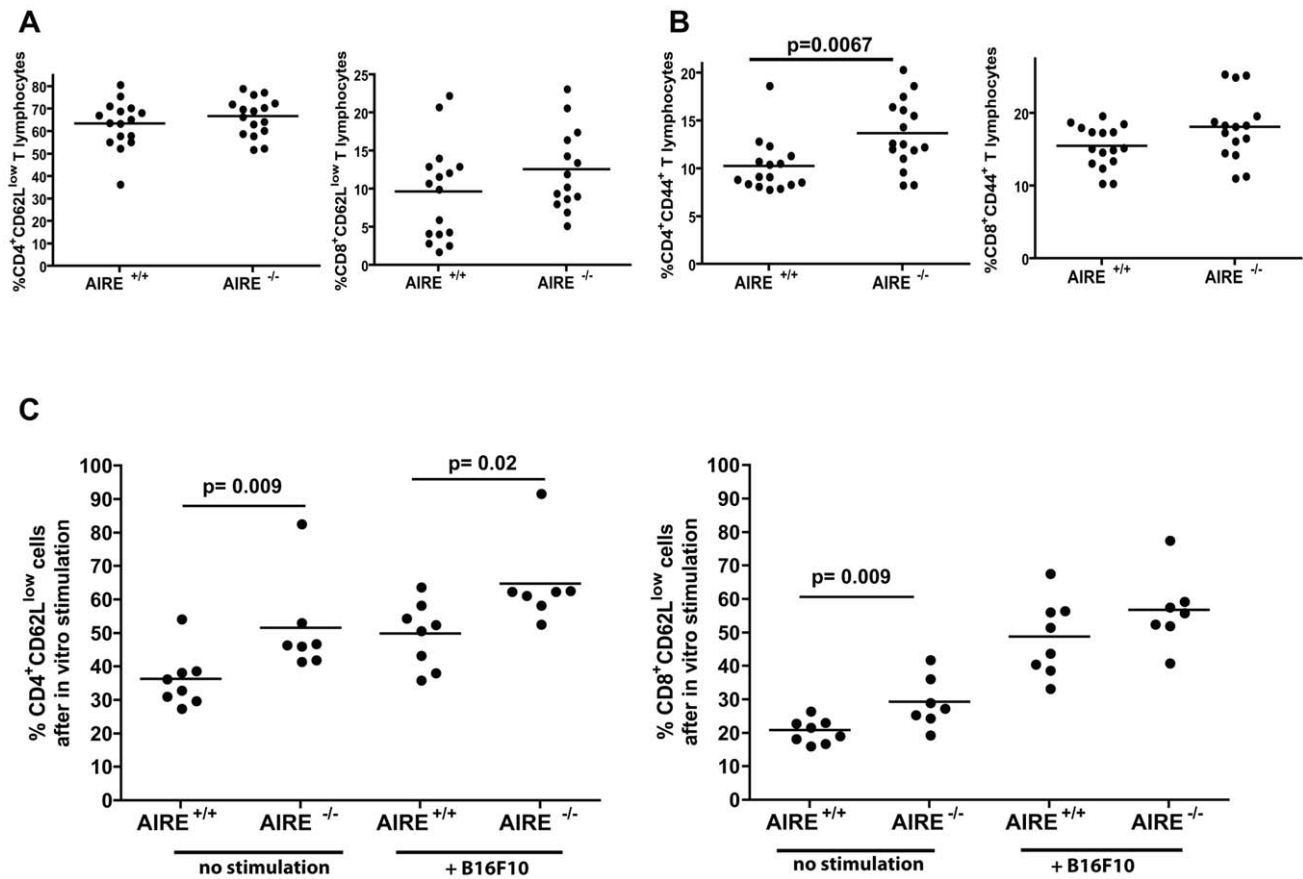 A
%CD4⁺CD62Lˡᵒʷ T lymphocytes
80
70
60
50
40
30
20
10
0
AIRE +/+
AIRE -/-
%CD8⁺CD62Lˡᵒʷ T lymphocytes
25
20
15
10
5
0
AIRE +/+
AIRE -/-
B
p=0.0067
%CD4⁺CD44⁺ T lymphocytes
20
15
10
5
0
AIRE +/+
AIRE -/-
%CD8⁺CD44⁺ T lymphocytes
20
10
0
AIRE +/+
AIRE -/-
C
% CD4⁺CD62Lˡᵒʷ cells
after in vitro stimulation
100
90
80
70
60
50
40
30
20
10
0
p= 0.009
p= 0.02
AIRE +/+
AIRE -/-
AIRE +/+
AIRE -/-
no stimulation
+ B16F10
% CD8⁺CD62Lˡᵒʷ cells
after in vitro stimulation
100
90
80
70
60
50
40
30
20
10
0
p= 0.009
AIRE +/+
AIRE -/-
AIRE +/+
AIRE -/-
no stimulation
+ B16F10